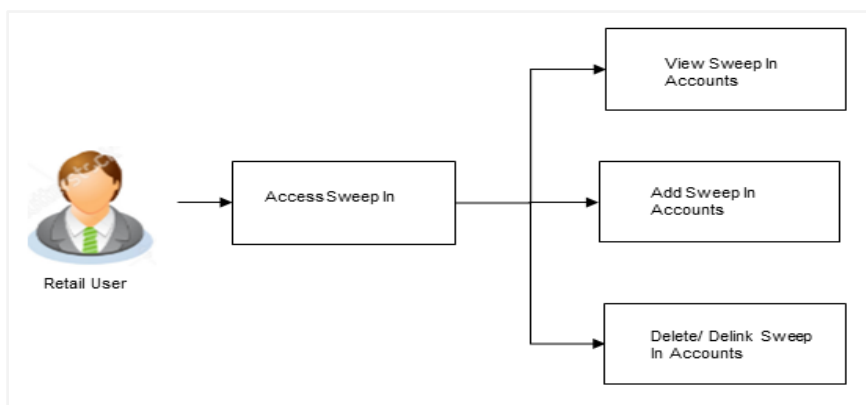 View Sweep In
Accounts
Access Sweep In
Add Sweep In
Accounts
Retail User
Delete/ Delink Sweep
In Accounts